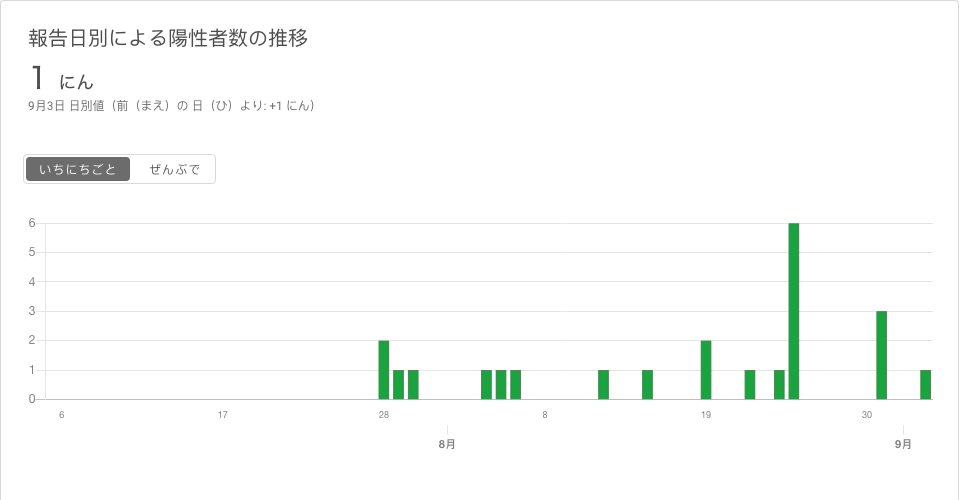 報告日別による陽性者数の推移
1 にん
9月3日 日別値（前（まえ）の 日（ひ）より: +1 にん）
いちにちごと ぜんぶで
6
5
4
3
2
1
0
6 17 28 8 19 30
8月 9月